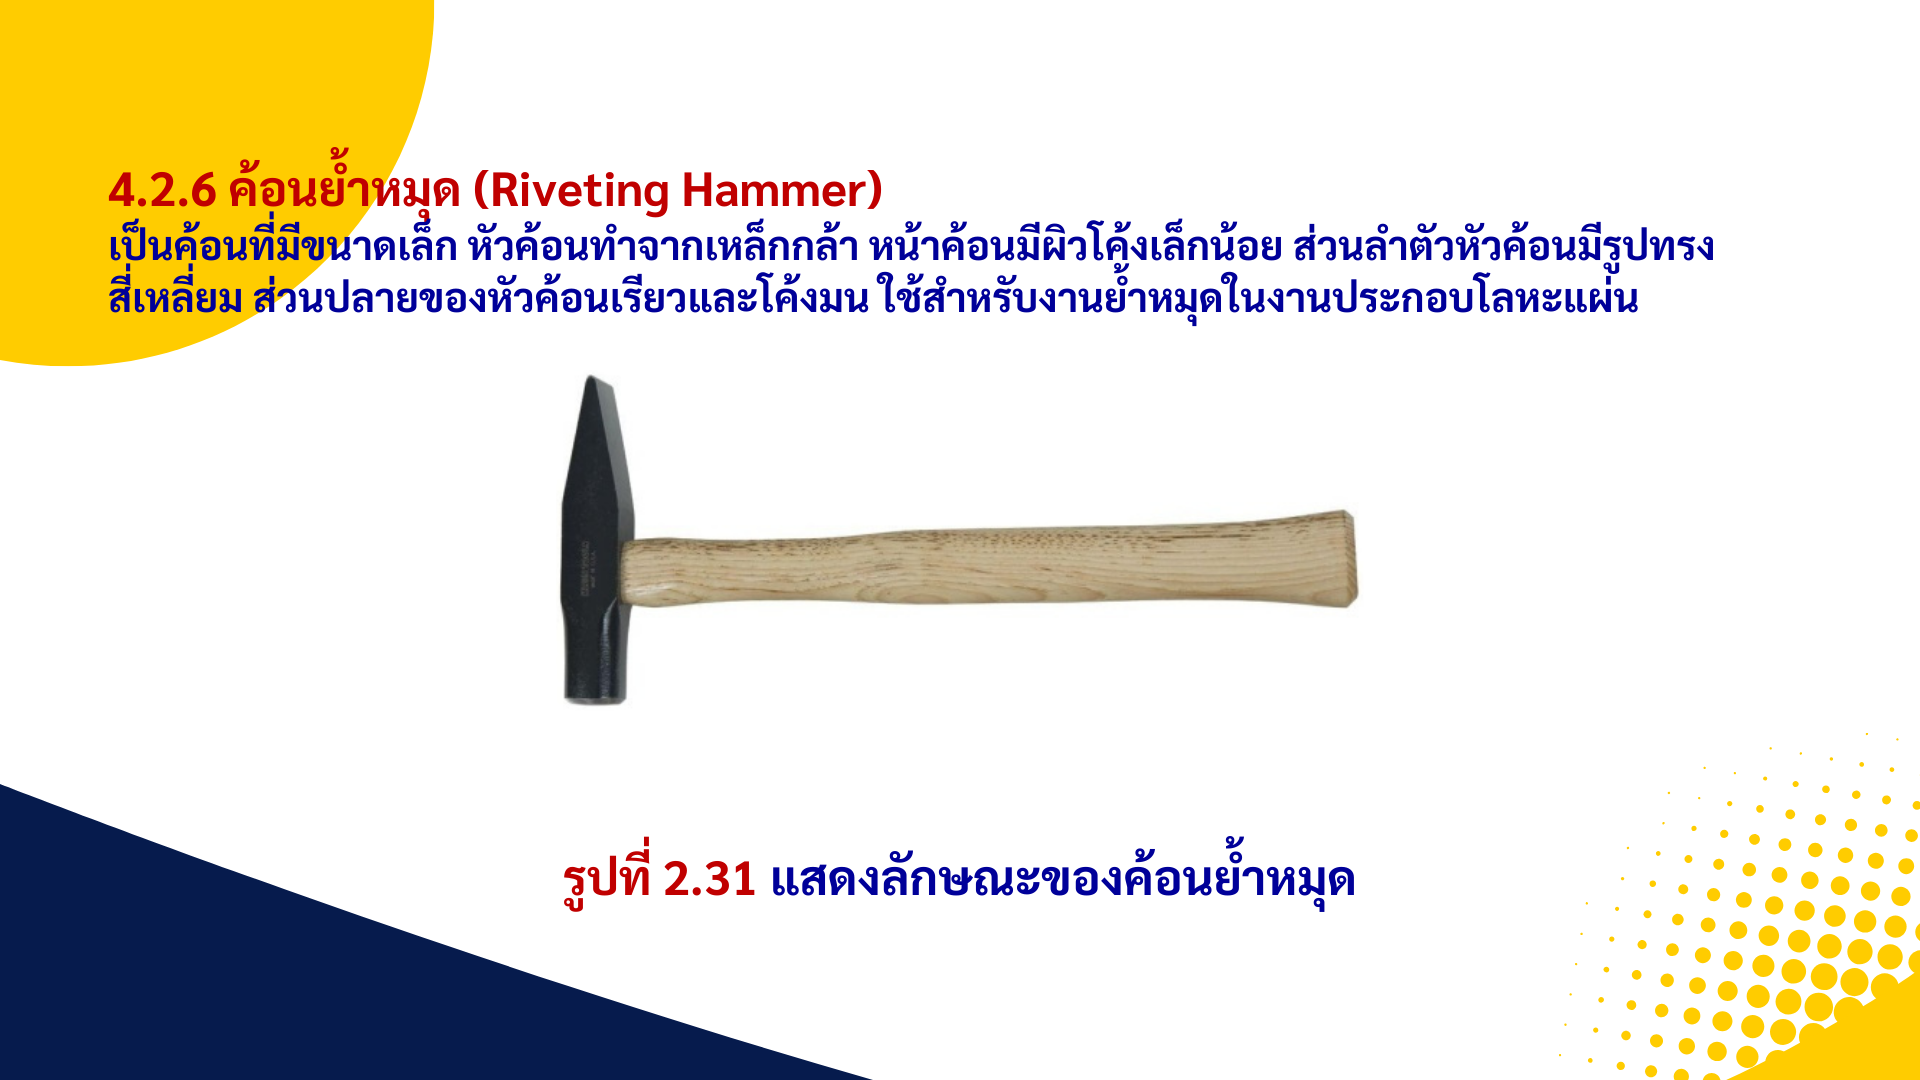 4.2.6 ค้อนย้ำหมุด (Riveting Hammer)
เป็นค้อนที่มีขนาดเล็ก หัวค้อนทำจากเหล็กกล้า หน้าค้อนมีผิวโค้งเล็กน้อย ส่วนลำตัวหัวค้อนมีรูปทรง
สี่เหลี่ยม ส่วนปลายของหัวค้อนเรียวและโค้งมน ใช้สำหรับงานย้ำหมุดในงานประกอบโลหะแผ่น
รูปที่ 2.31 แสดงลักษณะของค้อนย้ำหมุด